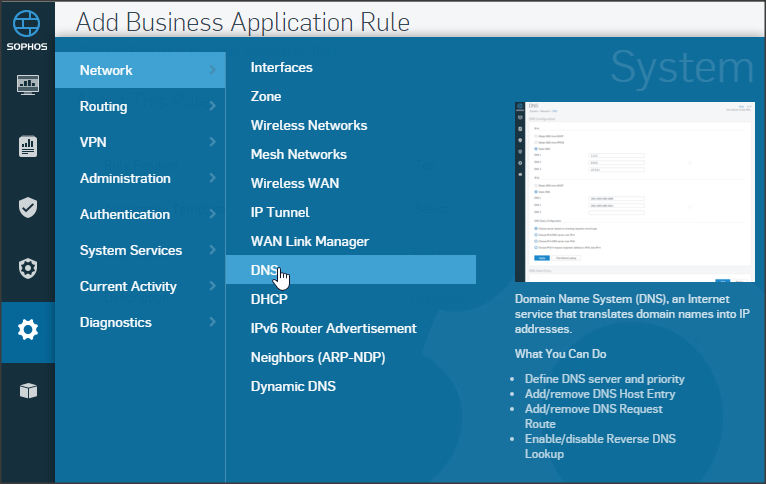 Add Business Application Rule
SOPHOS
System
Network
Routing
VPN
Administration
Authentication
System Services
Current Activity
Diagnostics
Interfaces
Zone
Wireless Networks
Mesh Networks
Wireless WAN
IP Tunnel
WAN Link Manager
DNS
DHCP
IPv6 Router Advertisement
Neighbors (ARP-NDP)
Dynamic DNS
DNS
Domain Name System (DNS), an Internet
service that translates domain names into IP
addresses.
What You Can Do
• Define DNS server and priority
• Add/remove DNS Host Entry
• Add/remove DNS Request
Route
• Enable/disable Reverse DNS
Lookup